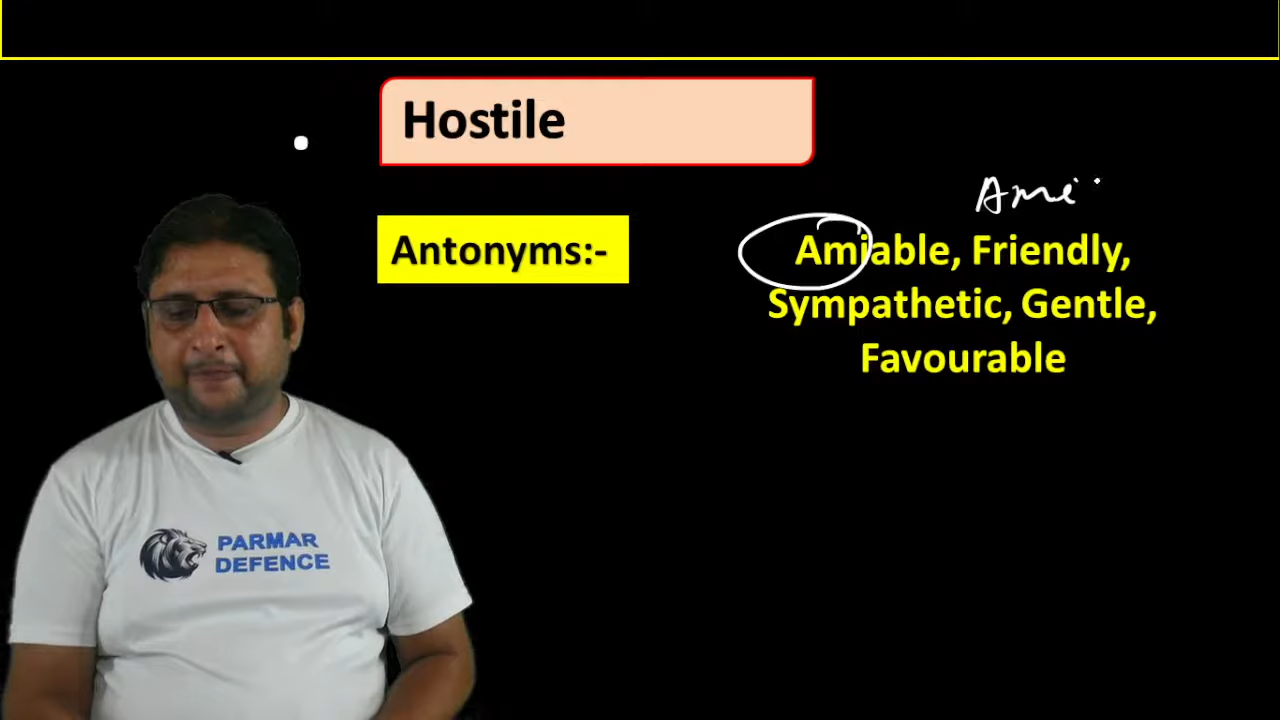 Hostile
Ami
Antonyms:-
Amiable, Friendly,
Sympathetic, Gentle,
Favourable
PARMAR
DEFENCE